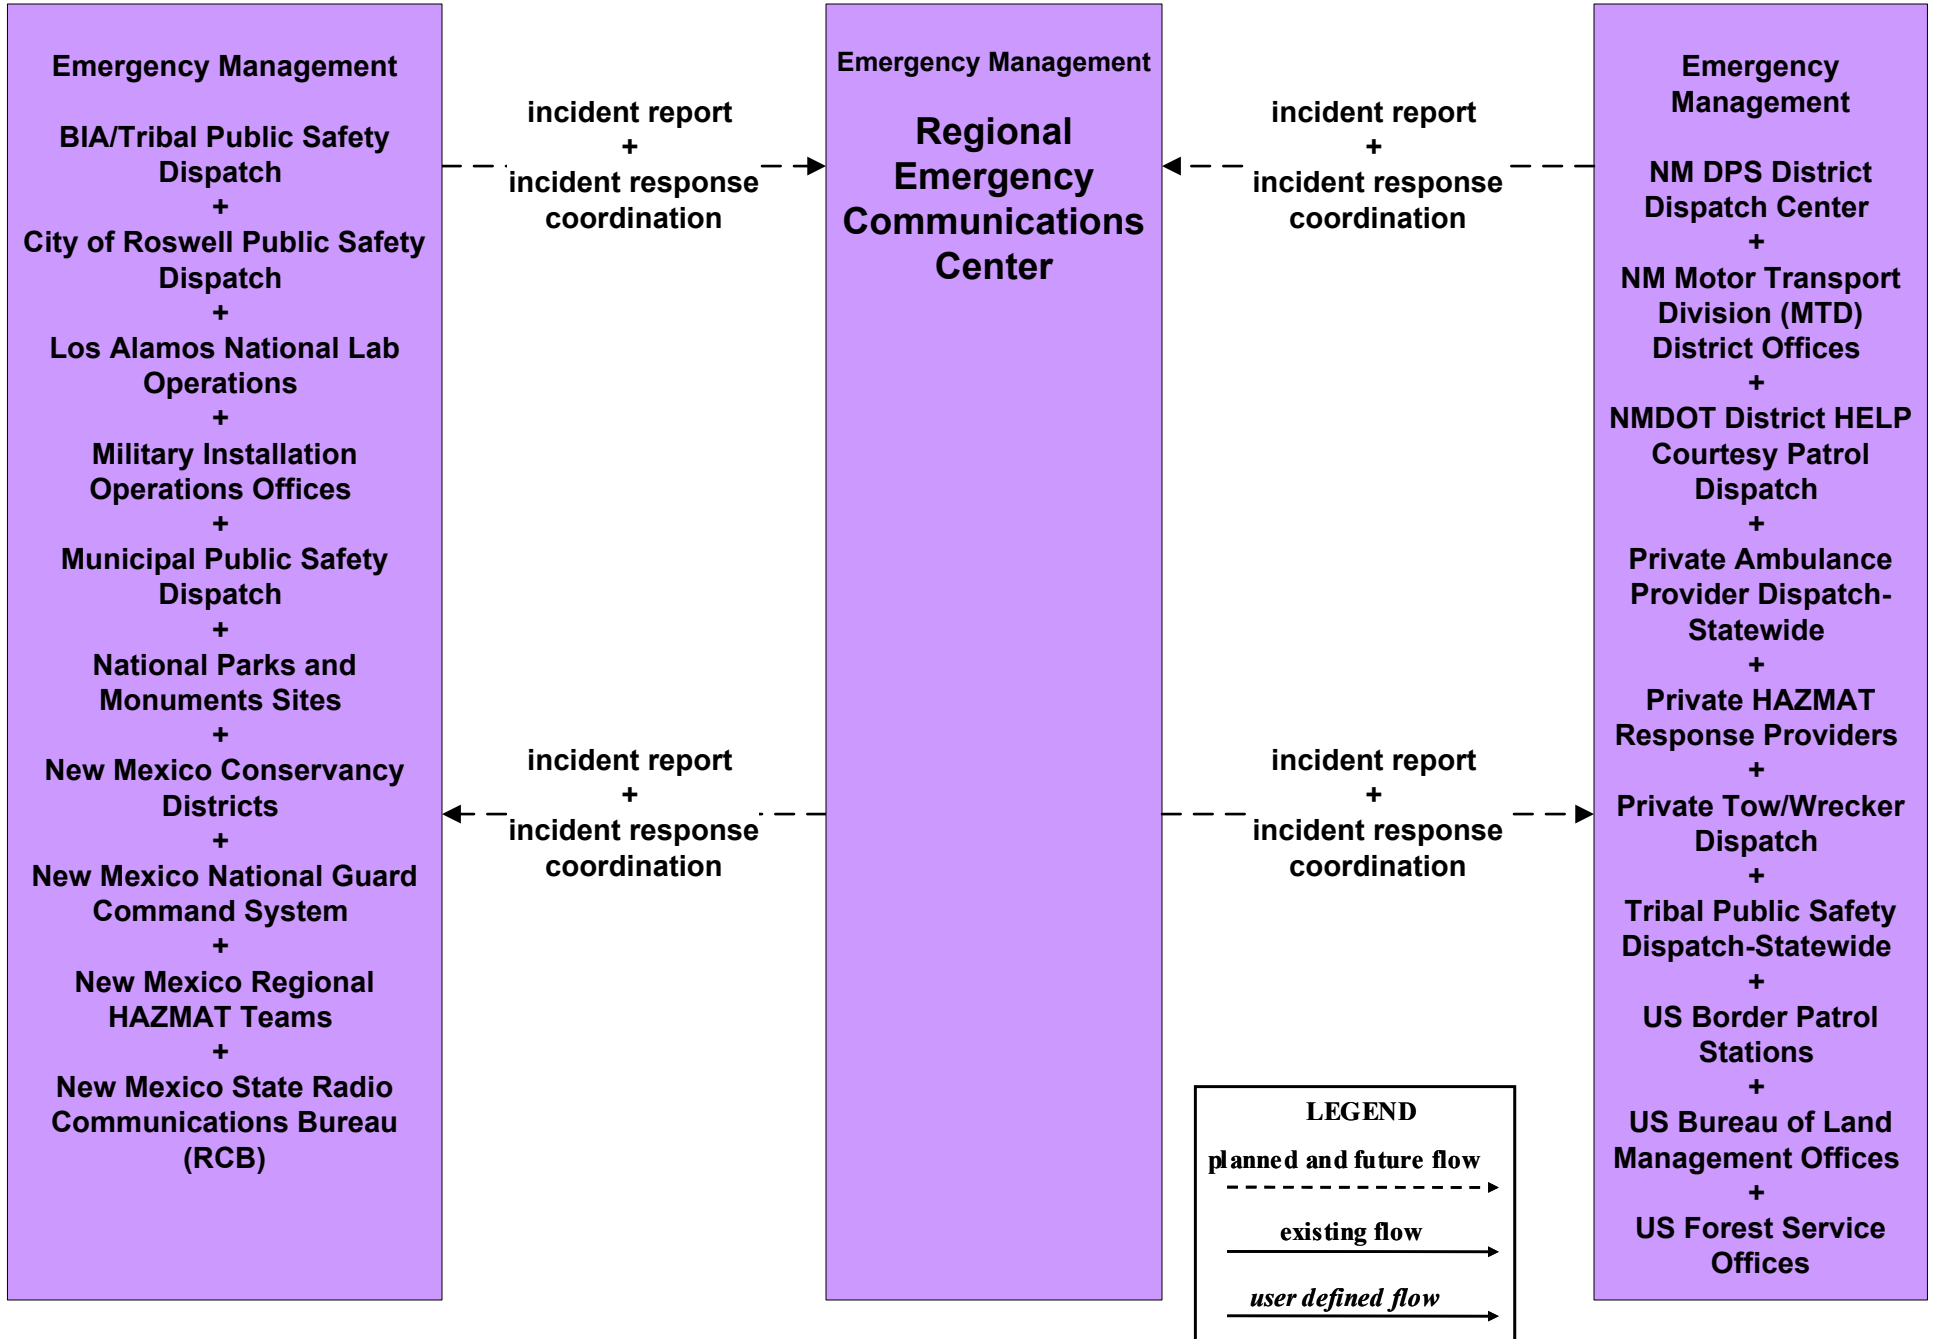 Emergency Management
BIA/Tribal Public Safety
Dispatch
+
City of Roswell Public Safety
Dispatch
+
Los Alamos National Lab
Operations
+
Military Installation
Operations Offices
+
Municipal Public Safety
Dispatch
+
National Parks and
Monuments Sites
+
New Mexico Conservancy
Districts
+
New Mexico National Guard
Command System
+
New Mexico Regional
HAZMAT Teams
+
New Mexico State Radio
Communications Bureau
(RCB)
incident report
+
incident response
coordination
incident report
+
incident response
coordination
Emergency Management
Regional
Emergency
Communications
Center
incident report
+
incident response
coordination
incident report
+
incident response
coordination
LEGEND
planned and future flow
existing flow
user defined flow
Emergency
Management
NM DPS District
Dispatch Center
+
NM Motor Transport
Division (MTD)
District Offices
+
NMDOT District HELP
Courtesy Patrol
Dispatch
+
Private Ambulance
Provider Dispatch-
Statewide
+
Private HAZMAT
Response Providers
+
Private Tow/Wrecker
Dispatch
+
Tribal Public Safety
Dispatch-Statewide
+
US Border Patrol
Stations
+
US Bureau of Land
Management Offices
+
US Forest Service
Offices